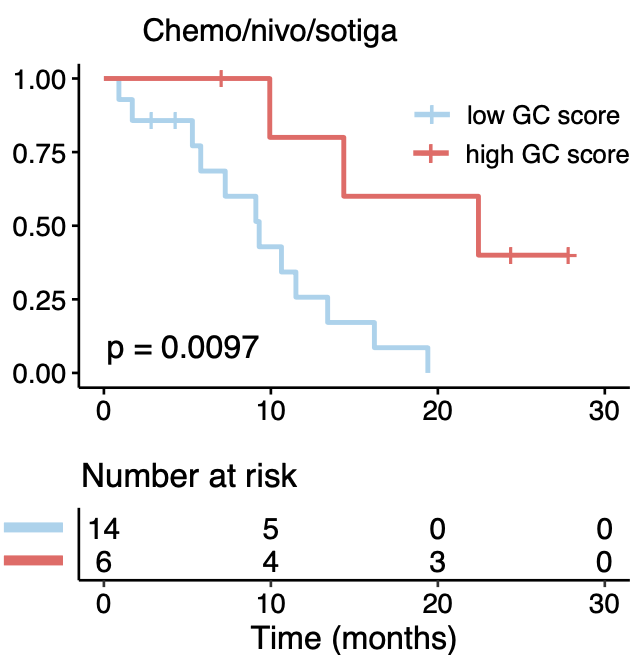 Chemo/nivo/sotiga
1.00
0.75
0.50
0.25
0.00
low GC score
high GC score
p = 0.0097
0 10 20 30
Number at risk
14 5 0 0
6 4 3 0
0 10 20 30
Time (months)